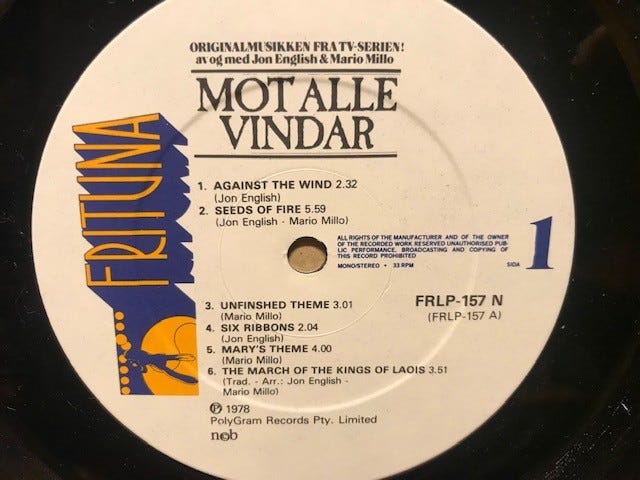 ORIGINALMUSIKKEN FRA TV-SERIEN!
av og med Jon English & Mario Millo
MOT ALLE
VINDAR
FRITUNA
1. AGAINST THE WIND 2.32
(Jon English)
2. SEEDS OF FIRE 5.59
(Jon English - Mario Millo)
ALL RIGHTS OF THE MANUFACTURER AND OF THE OWNER
OF THE RECORDED WORK RESERVED UNAUTHORISED PUB-
LIC PERFORMANCE, BROADCASTING AND COPYING OF
THIS RECORD PROHIBITED
MONO/STEREO • 33 RPM
SIDA 1
3. UNFINSHED THEME 3.01
(Mario Millo)
4. SIX RIBBONS 2.04
(Jon English)
5. MARY'S THEME 4.00
(Mario Millo)
6. THE MARCH OF THE KINGS OF LAOIS 3.51
(Trad. - Arr.: Jon English -
Mario Millo)
FRLP-157 N
(FRLP-157 A)
Ⓟ 1978
PolyGram Records Pty. Limited
ncb